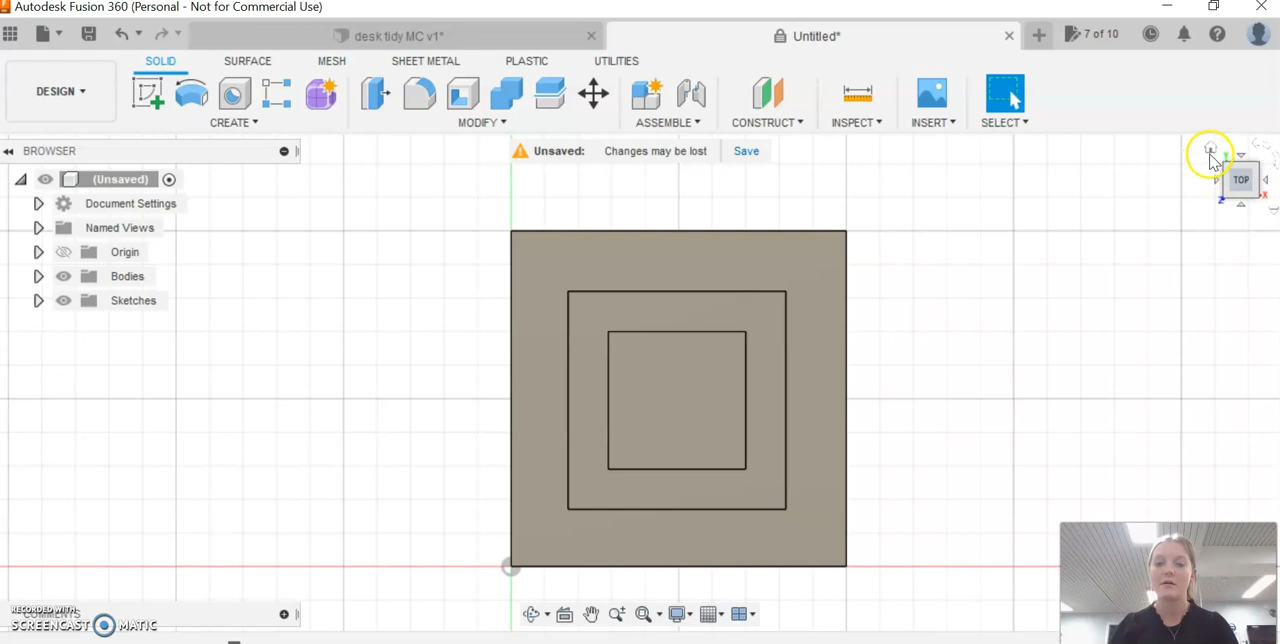 Autodesk Fusion 360 (Personal - Not for Commercial Use)
desk tidy MC v1*
Untitled*
7 of 10
DESIGN
SOLID
SURFACE
MESH
SHEET METAL
PLASTIC
UTILITIES
CREATE
MODIFY
ASSEMBLE
CONSTRUCT
INSPECT
INSERT
SELECT
BROWSER
Unsaved: Changes may be lost Save
(Unsaved)
Document Settings
Named Views
Origin
Bodies
Sketches
TOP
Y
X
Z
RECORDED WITH
SCREENCAST MATIC